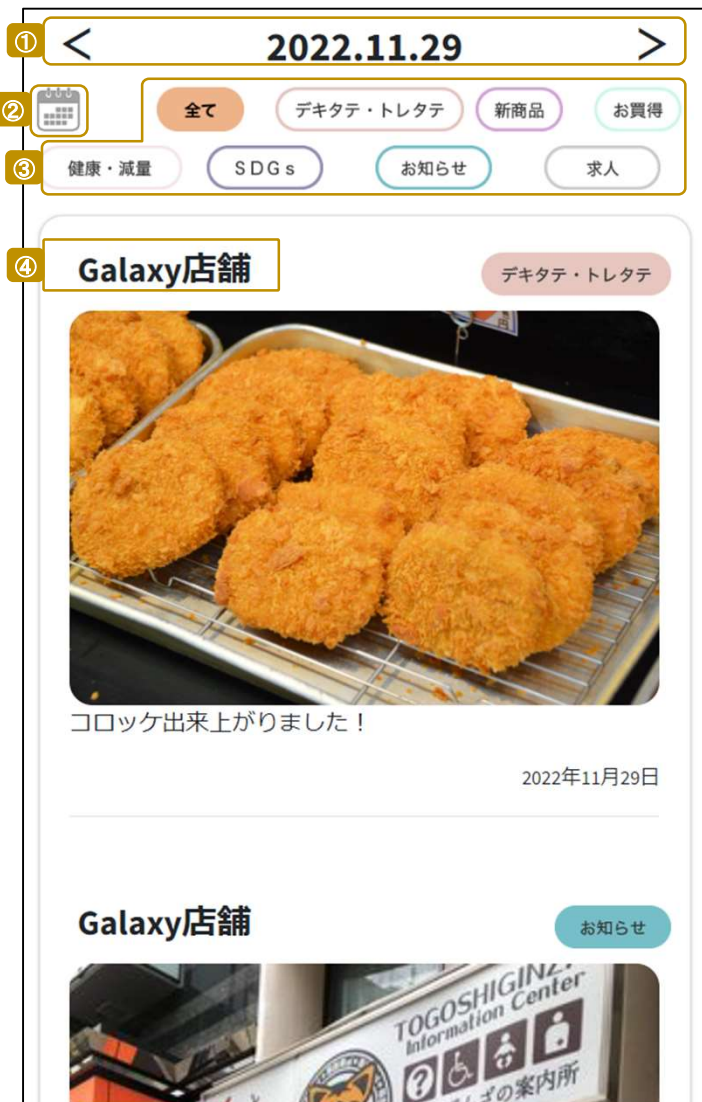 ① < 2022.11.29 >
② 全て デキタテ・トレタテ 新商品 お買得
③ 健康・減量 SDGs お知らせ 求人
④ Galaxy店舗 デキタテ・トレタテ
コロッケ出来上がりました！
2022年11月29日
Galaxy店舗 お知らせ
TOGOSHIGINZ
Information Center
?
の案内所